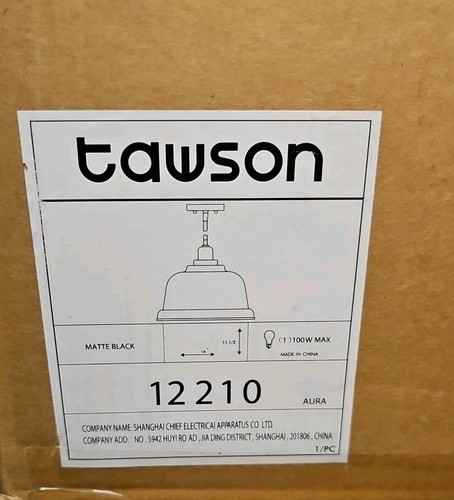 tawson
MATTE BLACK
11 1/2
14"
(1) 100W MAX
MADE IN CHINA
12210
AURA
COMPANY NAME: SHANGHAI CHIEF ELECTRICAL APPARATUS CO. LTD.
COMPANY ADD: NO. 5942 HUYI RO AD , JIA DING DISTRICT , SHANGHAI, 201806, CHINA
1/PC